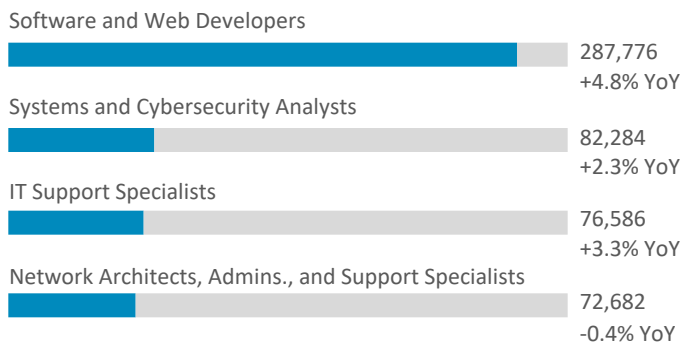 Software and Web Developers
287,776
+4.8% YoY
Systems and Cybersecurity Analysts
82,284
+2.3% YoY
IT Support Specialists
76,586
+3.3% YoY
Network Architects, Admins., and Support Specialists
72,682
-0.4% YoY